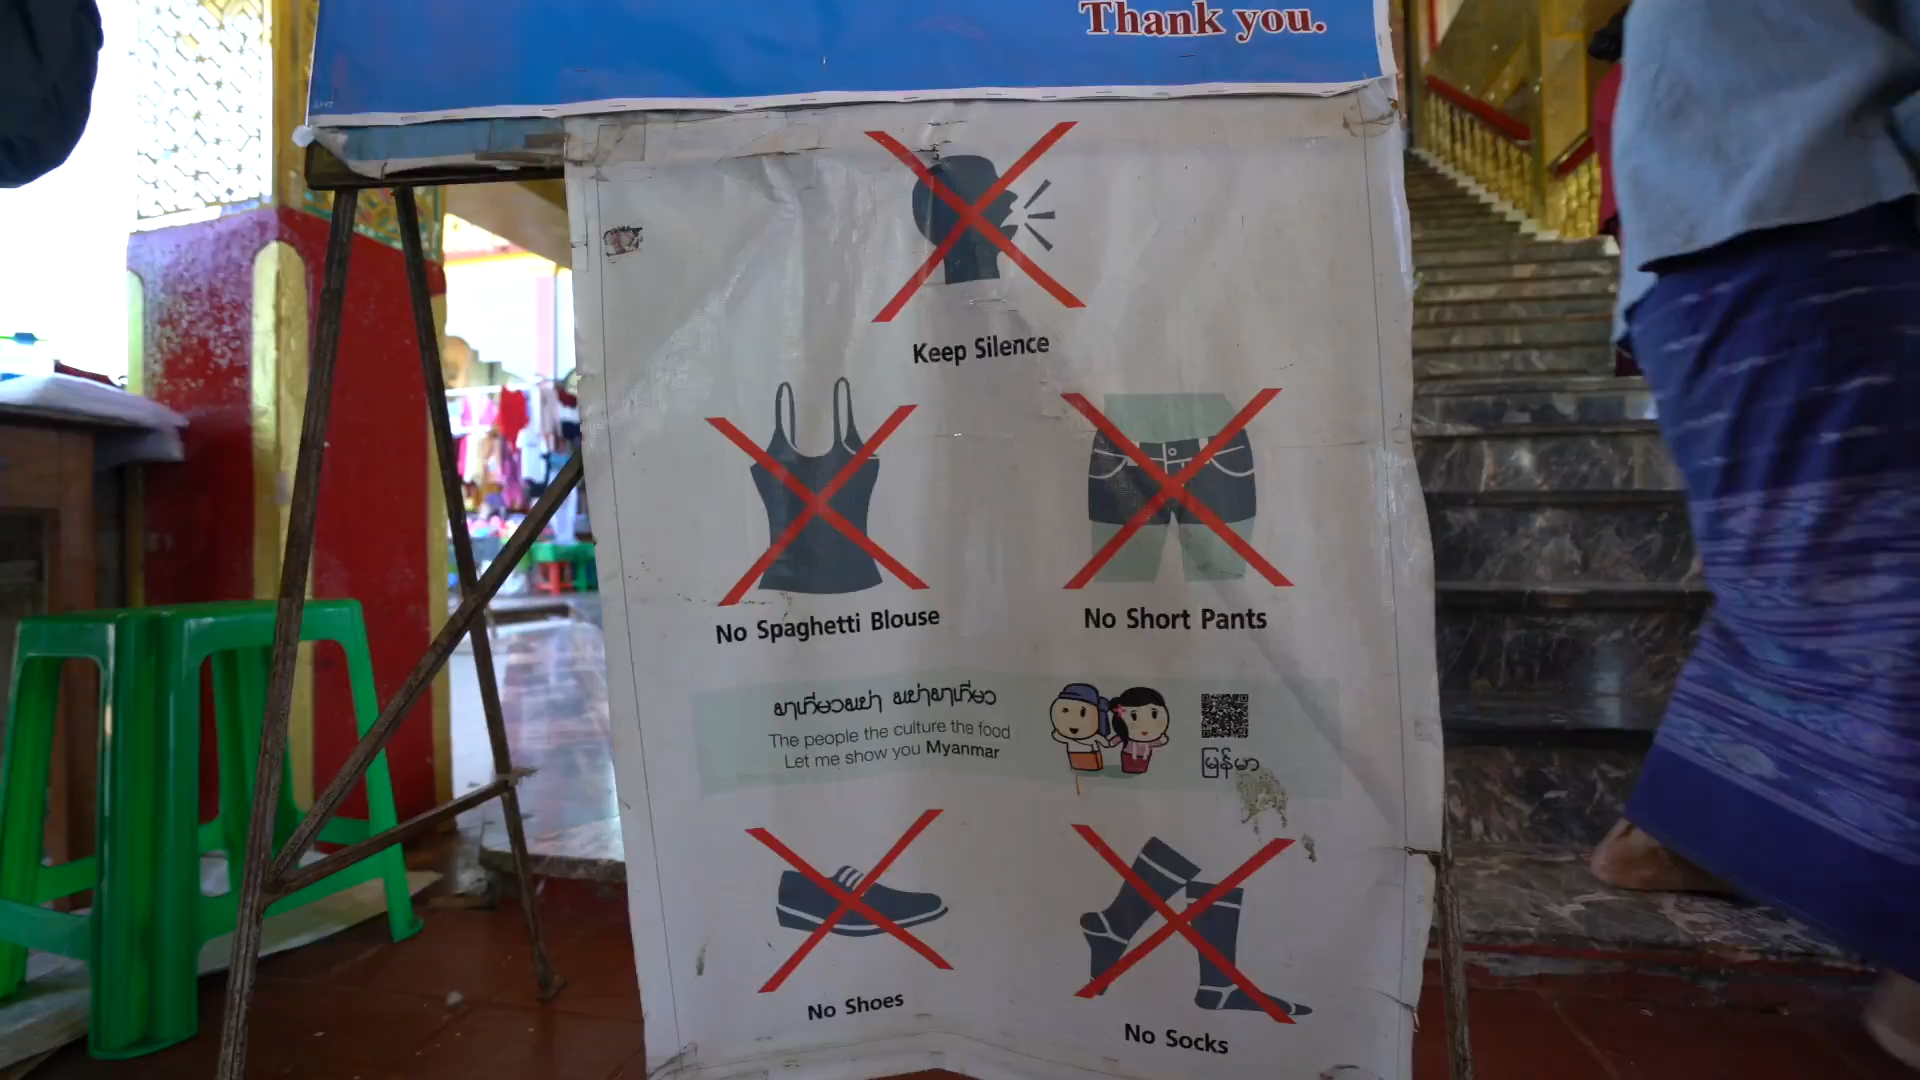 Thank you.
Keep Silence
No Spaghetti Blouse
No Short Pants
The people the culture the food
Let me show you Myanmar
မြန်မာ
No Shoes
No Socks